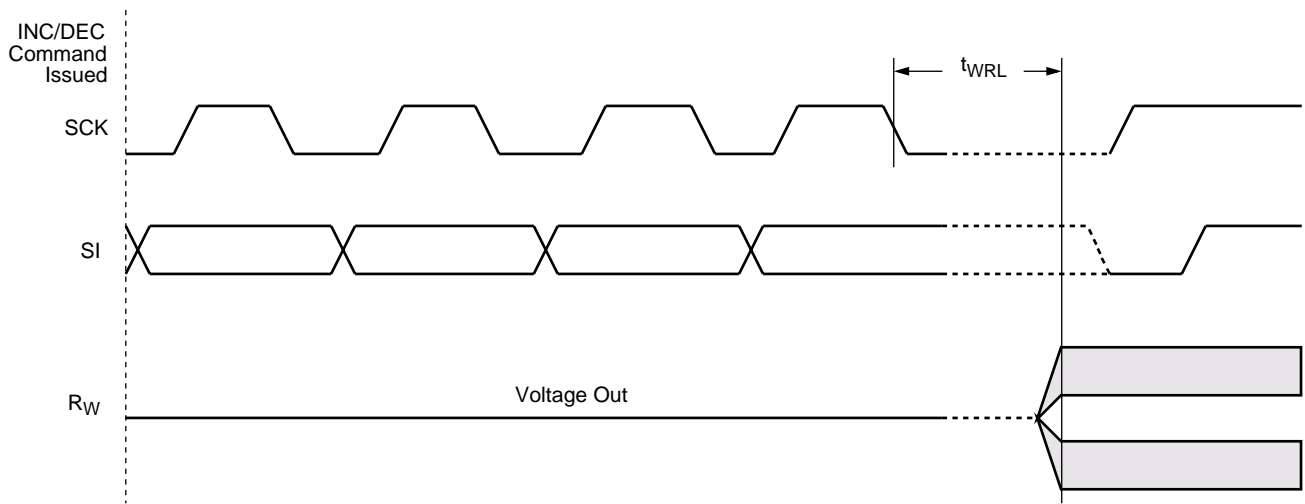 INC/DEC
Command
Issued
tWRL
SCK
SI
Voltage Out
RW